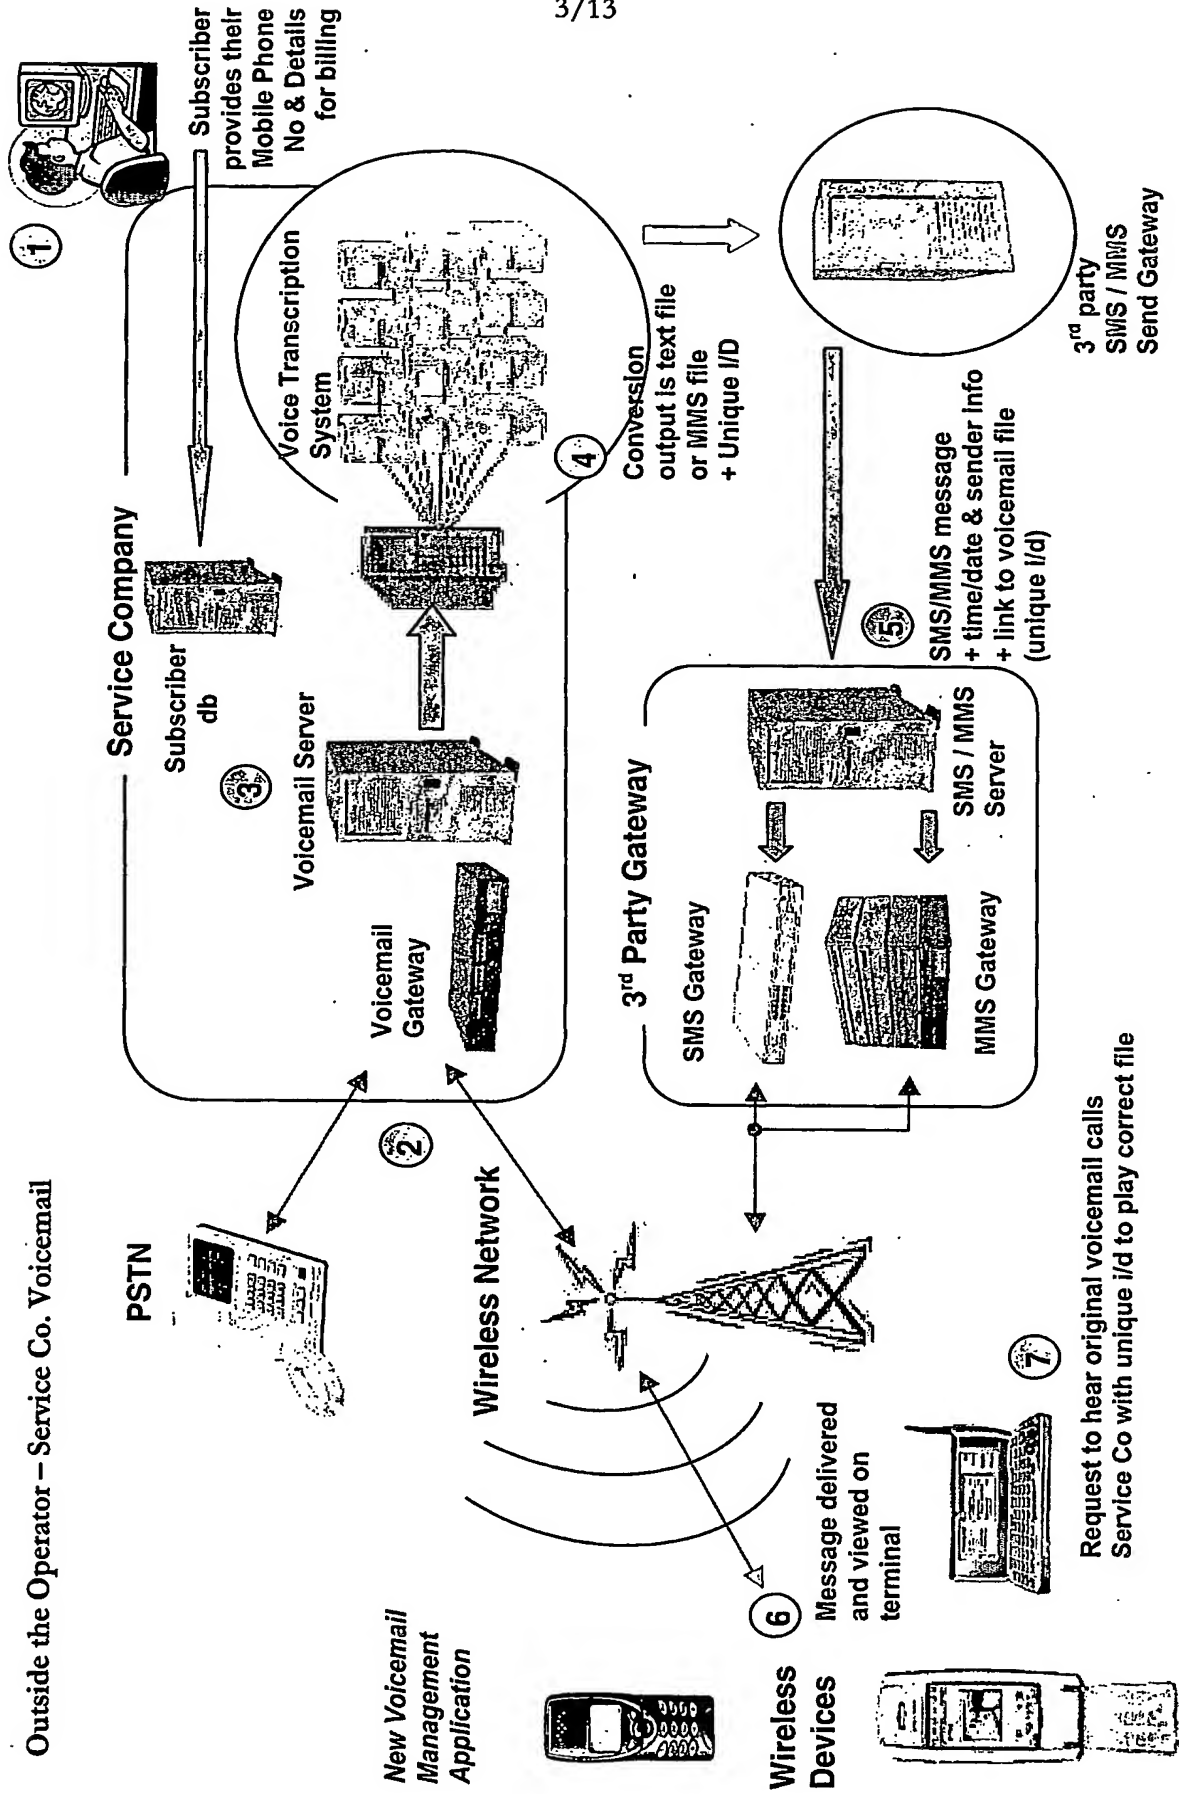 3/13
Outside the Operator – Service Co. Voicemail
1
Subscriber
provides their
Mobile Phone
No & Details
for billing
Service Company
Subscriber
db
3
Voicemail Server
Voicemail
Gateway
Voice Transcription
System
4
Conversion
output is text file
or MMS file
+ Unique I/D
3rd party
SMS / MMS
Send Gateway
5
SMS/MMS message
+ time/date & sender info
+ link to voicemail file
(unique i/d)
3rd Party Gateway
SMS Gateway
MMS Gateway
SMS / MMS
Server
PSTN
2
Wireless Network
New Voicemail
Management
Application
6
Message delivered
and viewed on
terminal
Wireless
Devices
7
Request to hear original voicemail calls
Service Co with unique i/d to play correct file